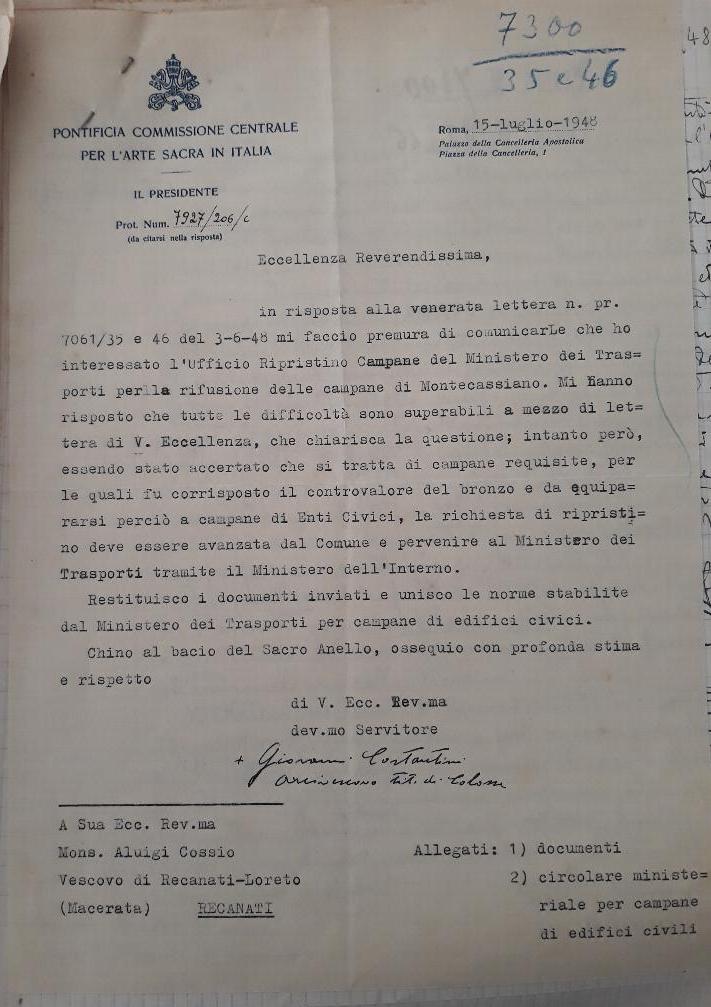 7300
35 e 46
PONTIFICIA COMMISSIONE CENTRALE
PER L'ARTE SACRA IN ITALIA
IL PRESIDENTE
Prot. Num. 7927/206/c
(da citarsi nella risposta)
Roma, 15-luglio-1948
Palazzo della Cancelleria Apostolica
Piazza della Cancelleria, 1
Eccellenza Reverendissima,
in risposta alla venerata lettera n. pr.
7061/35 e 46 del 3-6-48 mi faccio premura di comunicarLe che ho
interessato l'Ufficio Ripristino Campane del Ministero dei Tras=
porti per la rifusione delle campane di Montecassiano. Mi hanno
risposto che tutte le difficoltà sono superabili a mezzo di let=
tera di V. Eccellenza, che chiarisca la questione; intanto però,
essendo stato accertato che si tratta di campane requisite, per
le quali fu corrisposto il controvalore del bronzo e da equipa=
rarsi perciò a campane di Enti Civici, la richiesta di ripristi=
no deve essere avanzata dal Comune e pervenire al Ministero dei
Trasporti tramite il Ministero dell'Interno.
Restituisco i documenti inviati e unisco le norme stabilite
dal Ministero dei Trasporti per campane di edifici civici.
Chino al bacio del Sacro Anello, ossequio con profonda stima
e rispetto
di V. Ecc. Rev.ma
dev.mo Servitore
+ Giovanni Costantini
Arcivescovo tit. di Colosse
A Sua Ecc. Rev.ma
Mons. Aluigi Cossio
Vescovo di Recanati-Loreto
(Macerata) RECANATI
Allegati: 1) documenti
2) circolare ministe=
riale per campane
di edifici civili